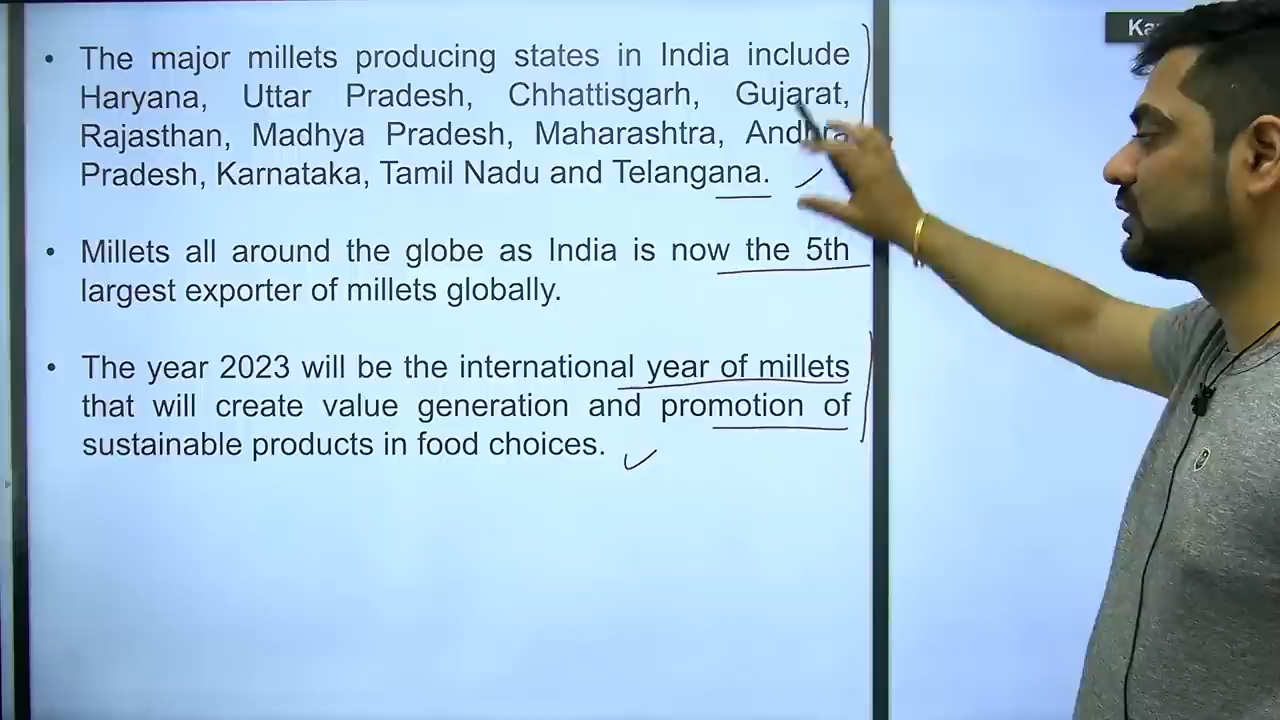 • The major millets producing states in India include
Haryana, Uttar Pradesh, Chhattisgarh, Gujarat,
Rajasthan, Madhya Pradesh, Maharashtra, Andhra
Pradesh, Karnataka, Tamil Nadu and Telangana.
• Millets all around the globe as India is now the 5th
largest exporter of millets globally.
• The year 2023 will be the international year of millets
that will create value generation and promotion of
sustainable products in food choices.